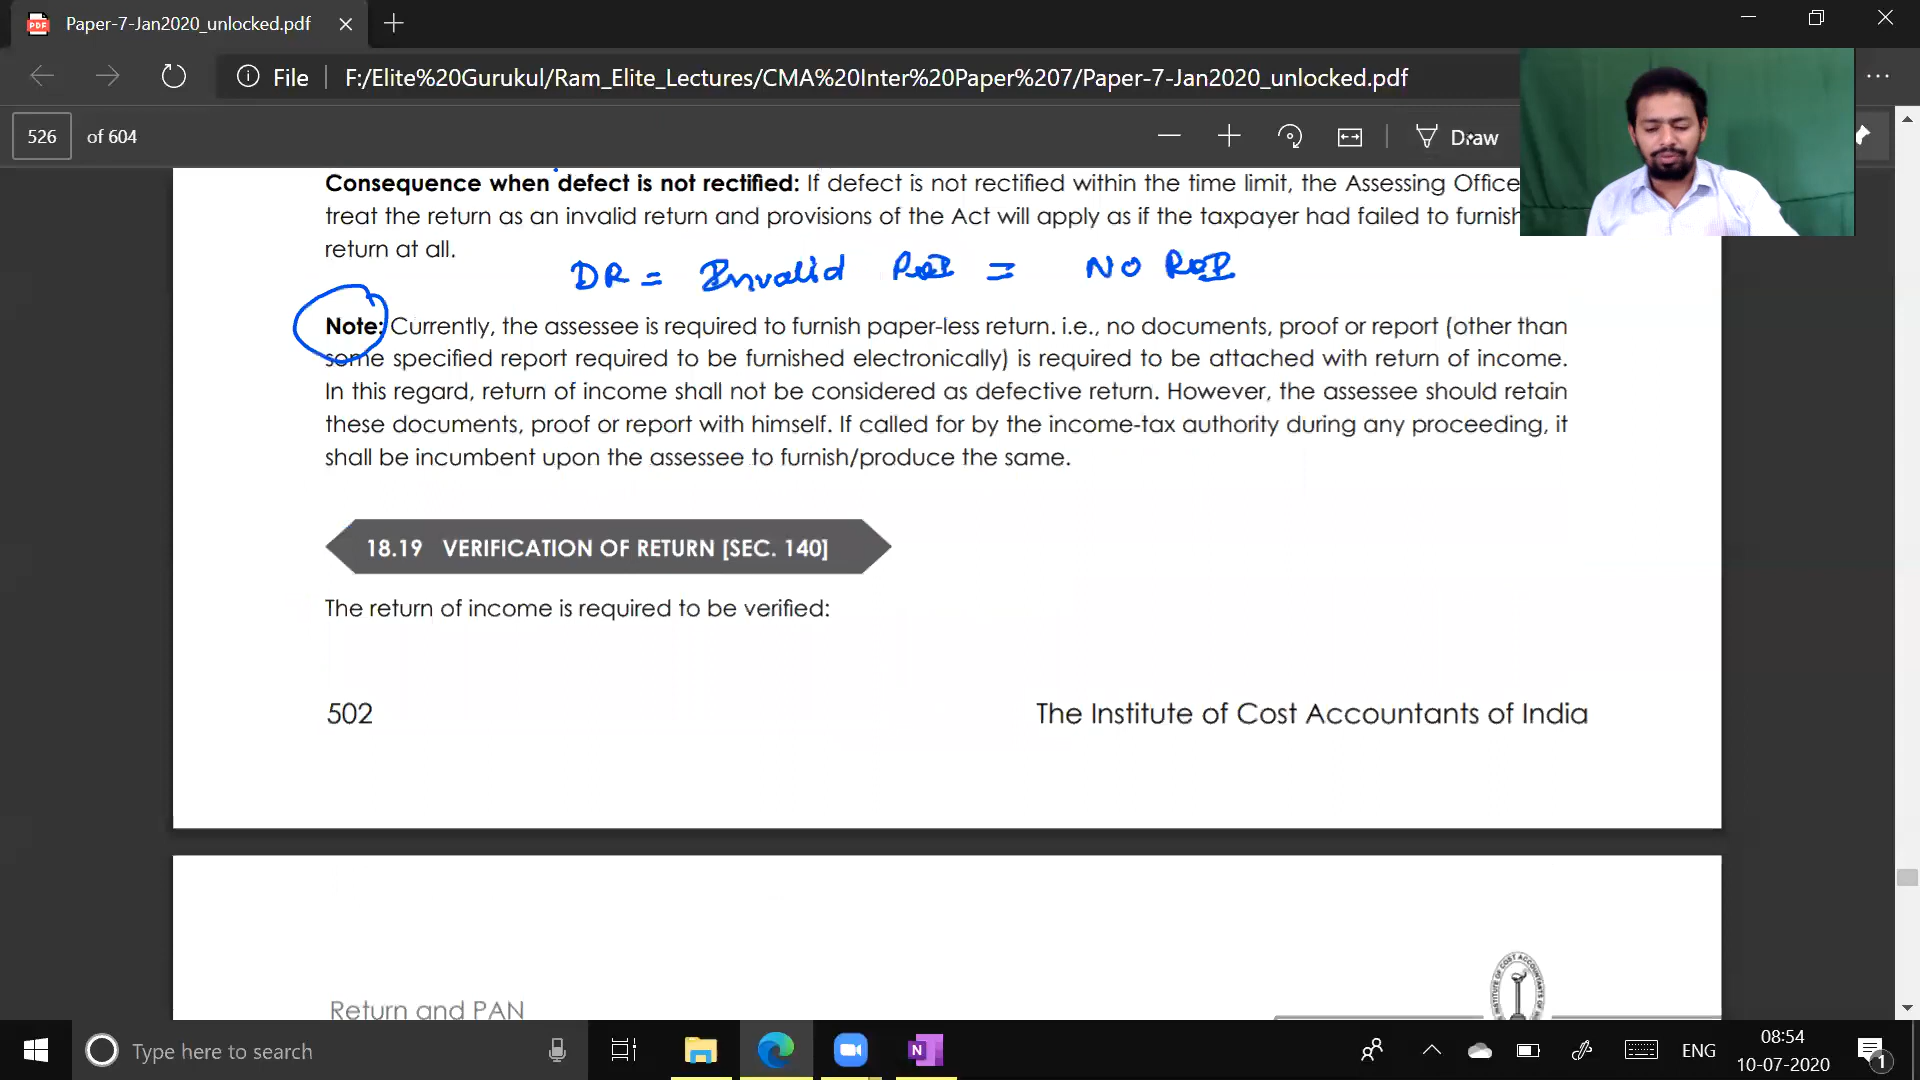 Paper-7-Jan2020_unlocked.pdf
File
F:/Elite%20Gurukul/Ram_Elite_Lectures/CMA%20Inter%20Paper%207/Paper-7-Jan2020_unlocked.pdf
526 of 604
Draw
Consequence when defect is not rectified: If defect is not rectified within the time limit, the Assessing Office
treat the return as an invalid return and provisions of the Act will apply as if the taxpayer had failed to furnish
return at all.
DR = Invalid RoI = NO RoI
Note: Currently, the assessee is required to furnish paper-less return. i.e., no documents, proof or report (other than
some specified report required to be furnished electronically) is required to be attached with return of income.
In this regard, return of income shall not be considered as defective return. However, the assessee should retain
these documents, proof or report with himself. If called for by the income-tax authority during any proceeding, it
shall be incumbent upon the assessee to furnish/produce the same.
18.19 VERIFICATION OF RETURN [SEC. 140]
The return of income is required to be verified:
502
The Institute of Cost Accountants of India
Return and PAN
Type here to search
ENG
08:54
10-07-2020
1